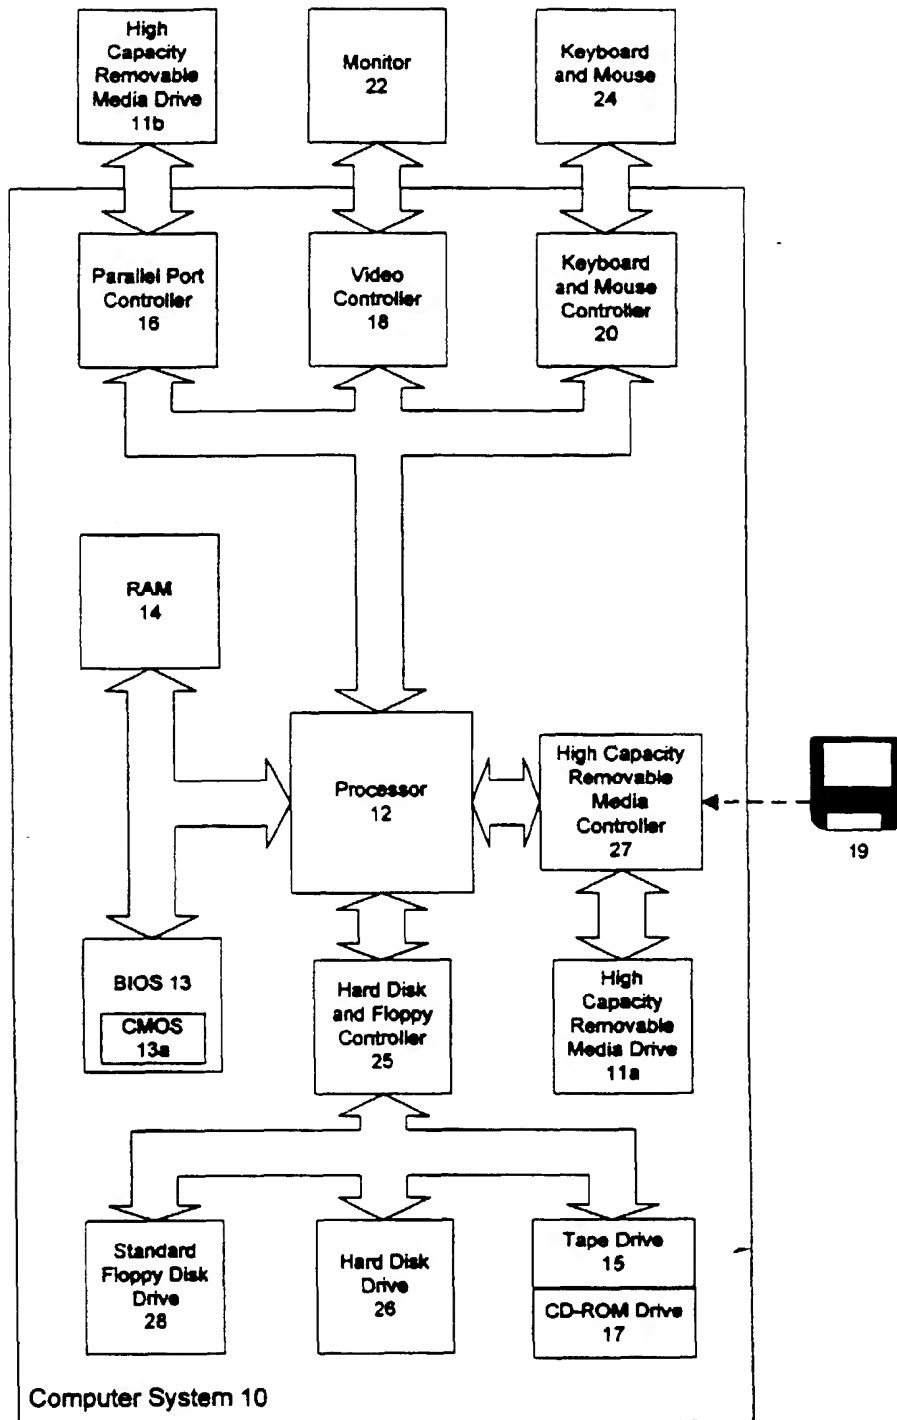 High
Capacity
Removable
Media Drive
11b
Monitor
22
Keyboard
and Mouse
24
Parallel Port
Controller
16
Video
Controller
18
Keyboard
and Mouse
Controller
20
RAM
14
Processor
12
High Capacity
Removable
Media
Controller
27
19
BIOS 13
CMOS
13a
Hard Disk
and Floppy
Controller
25
High
Capacity
Removable
Media Drive
11a
Standard
Floppy Disk
Drive
28
Hard Disk
Drive
26
Tape Drive
15
CD-ROM Drive
17
Computer System 10